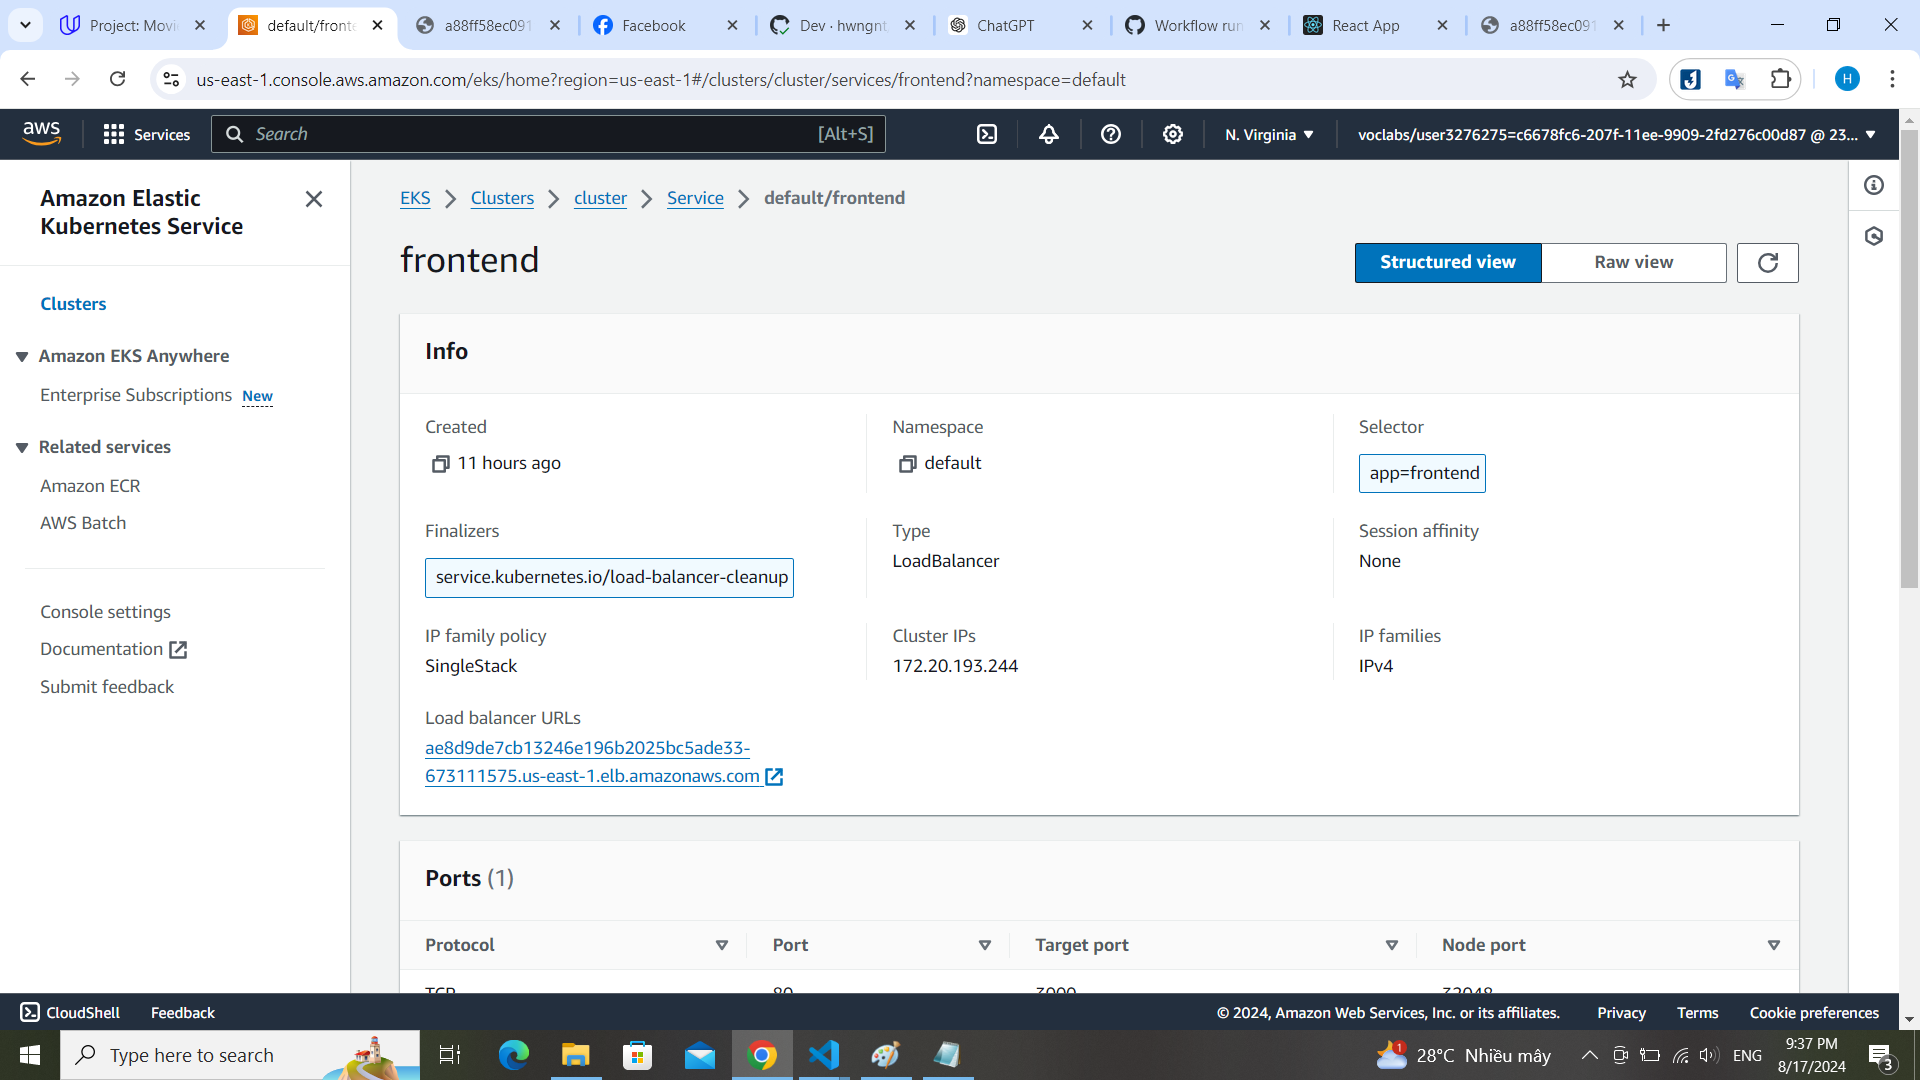 Project: Movi
default/fronte
a88ff58ec091
Facebook
Dev · hwngnt
ChatGPT
Workflow run
React App
a88ff58ec091
us-east-1.console.aws.amazon.com/eks/home?region=us-east-1#/clusters/cluster/services/frontend?namespace=default
H
aws
Services
Search
[Alt+S]
N. Virginia
voclabs/user3276275=c6678fc6-207f-11ee-9909-2fd276c00d87 @ 23...
Amazon Elastic
Kubernetes Service
Clusters
Amazon EKS Anywhere
Enterprise Subscriptions New
Related services
Amazon ECR
AWS Batch
Console settings
Documentation
Submit feedback
EKS
Clusters
cluster
Service
default/frontend
frontend
Structured view
Raw view
Info
Created
11 hours ago
Namespace
default
Selector
app=frontend
Finalizers
service.kubernetes.io/load-balancer-cleanup
Type
LoadBalancer
Session affinity
None
IP family policy
SingleStack
Cluster IPs
172.20.193.244
IP families
IPv4
Load balancer URLs
ae8d9de7cb13246e196b2025bc5ade33-
673111575.us-east-1.elb.amazonaws.com
Ports (1)
Protocol
Port
Target port
Node port
TCP
80
3000
32048
CloudShell
Feedback
© 2024, Amazon Web Services, Inc. or its affiliates.
Privacy
Terms
Cookie preferences
Type here to search
1
28°C Nhiều mây
ENG
9:37 PM
8/17/2024
3